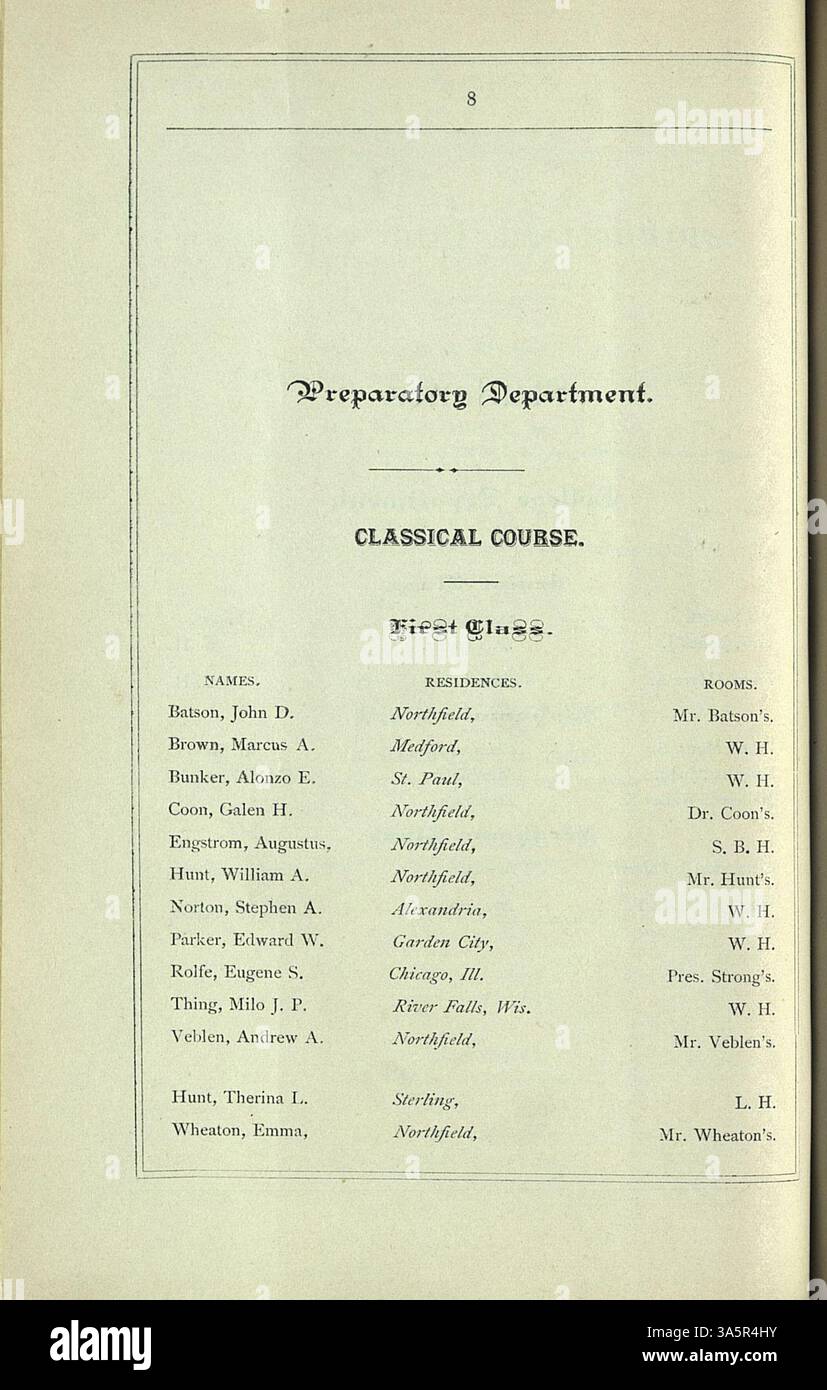 8
Preparatory Department.
CLASSICAL COURSE.
First Class.
NAMES. RESIDENCES. ROOMS.
Batson, John D. Northfield, Mr. Batson's.
Brown, Marcus A. Medford, W. H.
Bunker, Alonzo E. St. Paul, W. H.
Coon, Galen H. Northfield, Dr. Coon's.
Engstrom, Augustus, Northfield, S. B. H.
Hunt, William A. Northfield, Mr. Hunt's.
Norton, Stephen A. Alexandria, W. H.
Parker, Edward W. Garden City, W. H.
Rolfe, Eugene S. Chicago, Ill. Pres. Strong's.
Thing, Milo J. P. River Falls, Wis. W. H.
Veblen, Andrew A. Northfield, Mr. Veblen's.
Hunt, Therina L. Sterling, L. H.
Wheaton, Emma, Northfield, Mr. Wheaton's.
alamy
Image ID: 3A5R4HY
www.alamy.com